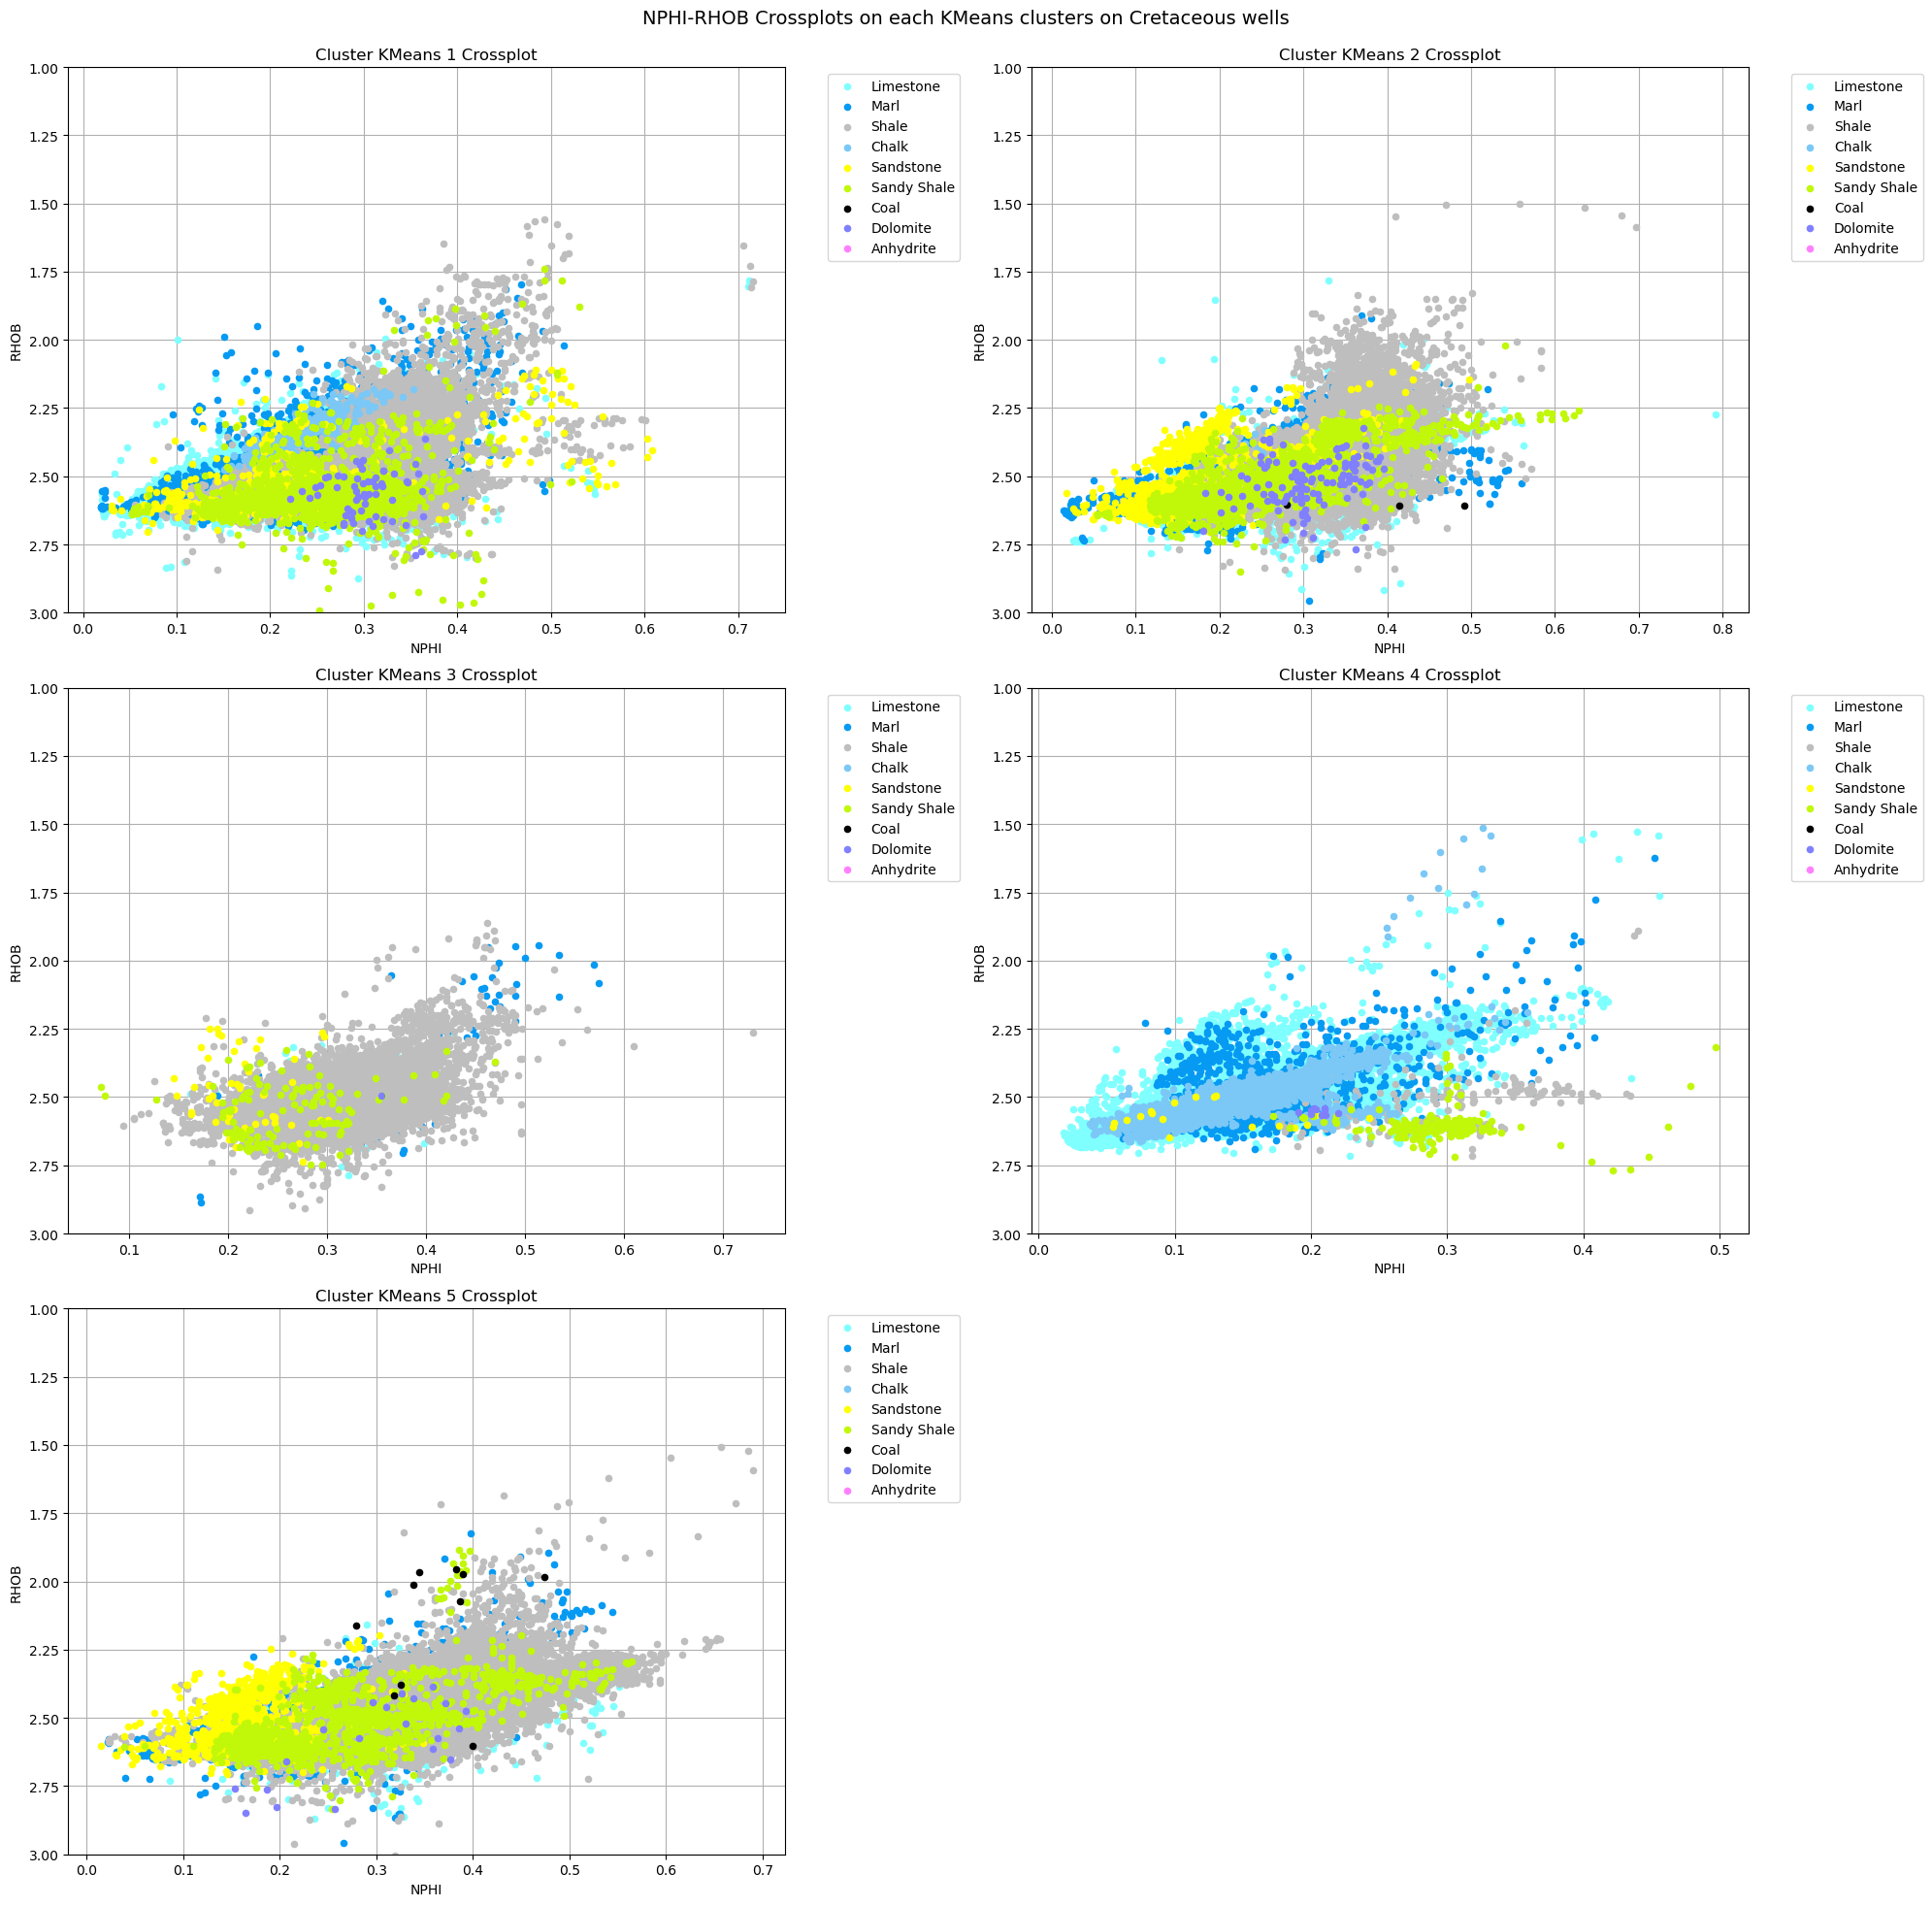 NPHI-RHOB Crossplots on each KMeans clusters on Cretaceous wells
Cluster KMeans 1 Crossplot
1.00
1.25
1.50
1.75
2.00
2.25
2.50
2.75
3.00
RHOB
0.0 0.1 0.2 0.3 0.4 0.5 0.6 0.7
NPHI
Limestone
Marl
Shale
Chalk
Sandstone
Sandy Shale
Coal
Dolomite
Anhydrite
Cluster KMeans 2 Crossplot
1.00
1.25
1.50
1.75
2.00
2.25
2.50
2.75
3.00
RHOB
0.0 0.1 0.2 0.3 0.4 0.5 0.6 0.7 0.8
NPHI
Limestone
Marl
Shale
Chalk
Sandstone
Sandy Shale
Coal
Dolomite
Anhydrite
Cluster KMeans 3 Crossplot
1.00
1.25
1.50
1.75
2.00
2.25
2.50
2.75
3.00
RHOB
0.1 0.2 0.3 0.4 0.5 0.6 0.7
NPHI
Limestone
Marl
Shale
Chalk
Sandstone
Sandy Shale
Coal
Dolomite
Anhydrite
Cluster KMeans 4 Crossplot
1.00
1.25
1.50
1.75
2.00
2.25
2.50
2.75
3.00
RHOB
0.0 0.1 0.2 0.3 0.4 0.5
NPHI
Limestone
Marl
Shale
Chalk
Sandstone
Sandy Shale
Coal
Dolomite
Anhydrite
Cluster KMeans 5 Crossplot
1.00
1.25
1.50
1.75
2.00
2.25
2.50
2.75
3.00
RHOB
0.0 0.1 0.2 0.3 0.4 0.5 0.6 0.7
NPHI
Limestone
Marl
Shale
Chalk
Sandstone
Sandy Shale
Coal
Dolomite
Anhydrite